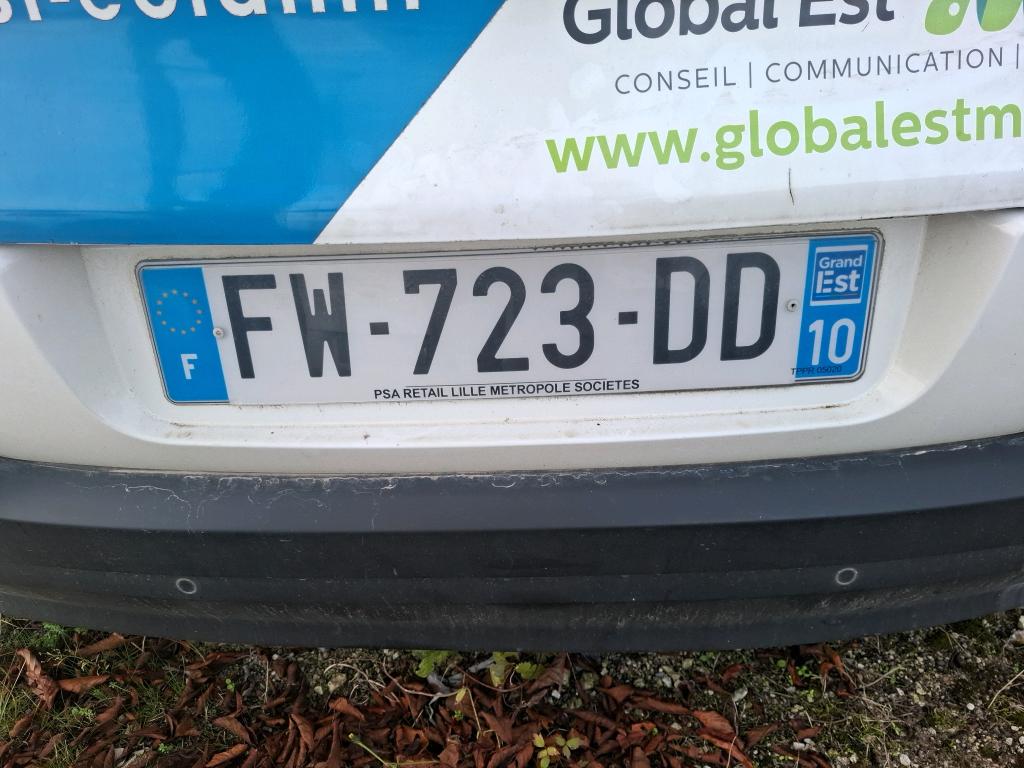 Global Est
CONSEIL | COMMUNICATION |
www.globalestm
F
FW-723-DD
Grand
Est
10
TPPR 05020
PSA RETAIL LILLE METROPOLE SOCIETES